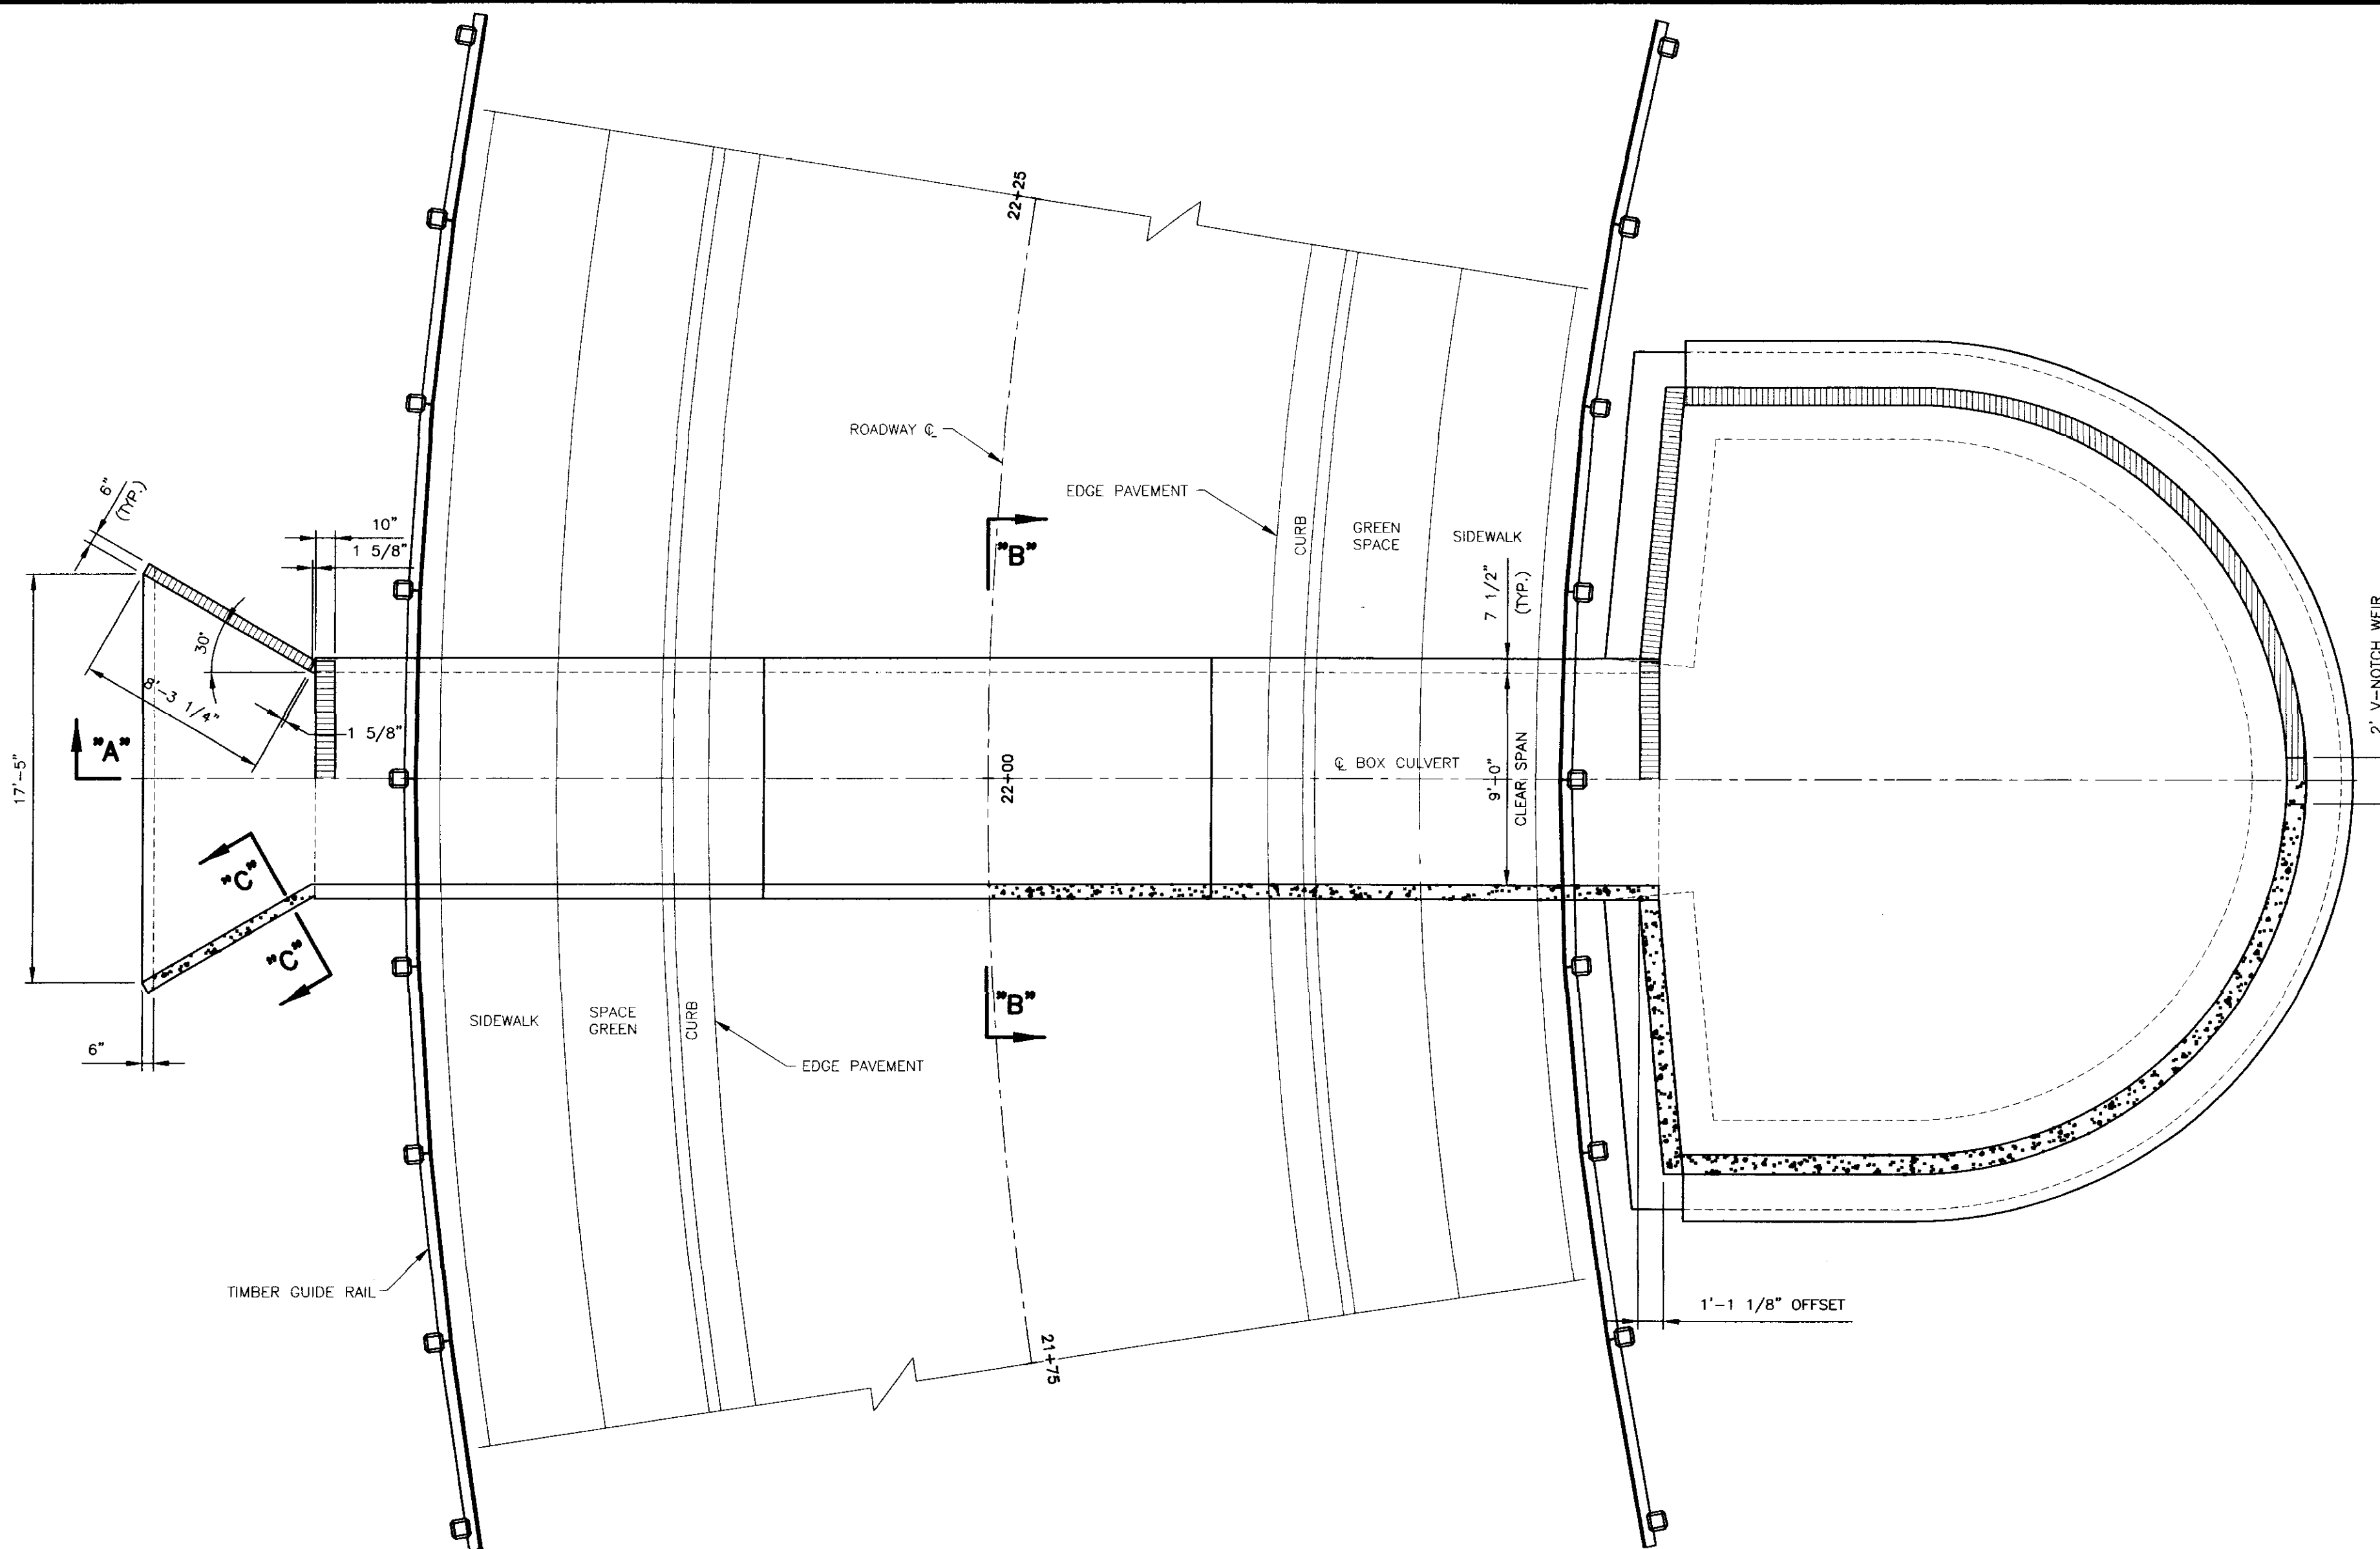 22+25
ROADWAY ℄
EDGE PAVEMENT
6"
(TYP.)
10"
1 5/8"
"B"
CURB
GREEN
SPACE
SIDEWALK
7 1/2"
(TYP.)
30°
8'-3 1/4"
1 5/8"
"A"
17'-5"
22+00
℄ BOX CULVERT
9'-0"
CLEAR SPAN
2' V-NOTCH WEIR
"C"
"C"
"B"
SIDEWALK
SPACE
GREEN
CURB
EDGE PAVEMENT
6"
TIMBER GUIDE RAIL
1'-1 1/8" OFFSET
21+75